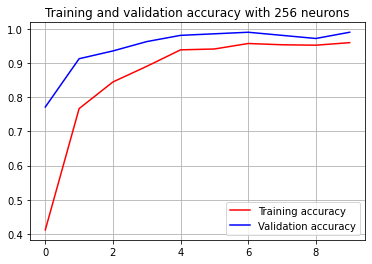 Training and validation accuracy with 256 neurons
1.0
0.9
0.8
0.7
0.6
0.5
0.4
Training accuracy
Validation accuracy
0 2 4 6 8